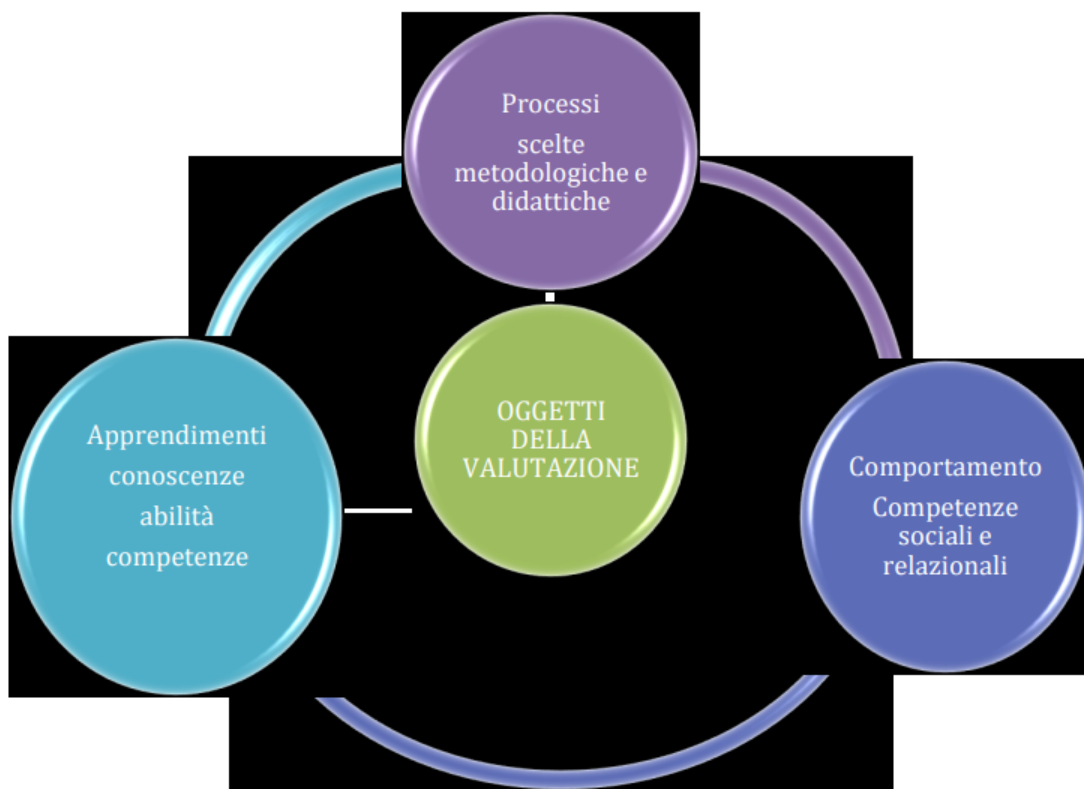 Processi
scelte
metodologiche e
didattiche
OGGETTI
DELLA
VALUTAZIONE
Apprendimenti
conoscenze
abilità
competenze
Comportamento
Competenze
sociali e
relazionali